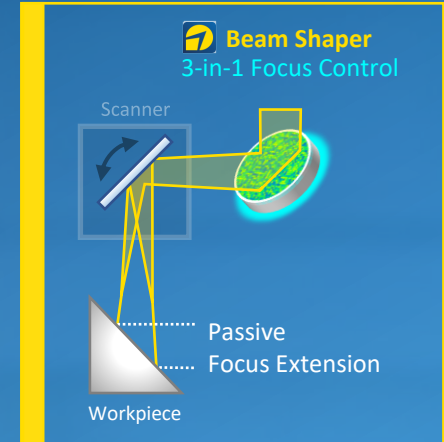 Beam Shaper
3-in-1 Focus Control
Scanner
Passive
Focus Extension
Workpiece